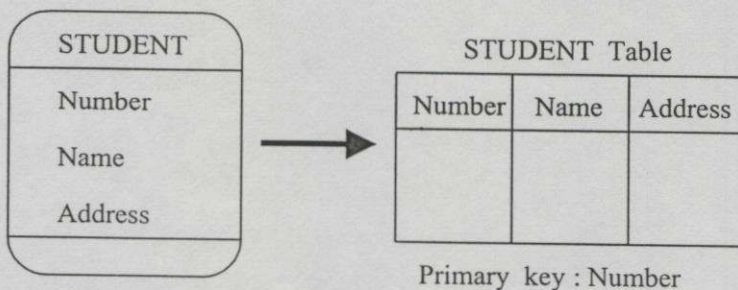 STUDENT
Number
Name
Address
STUDENT Table
Number Name Address
Primary key : Number